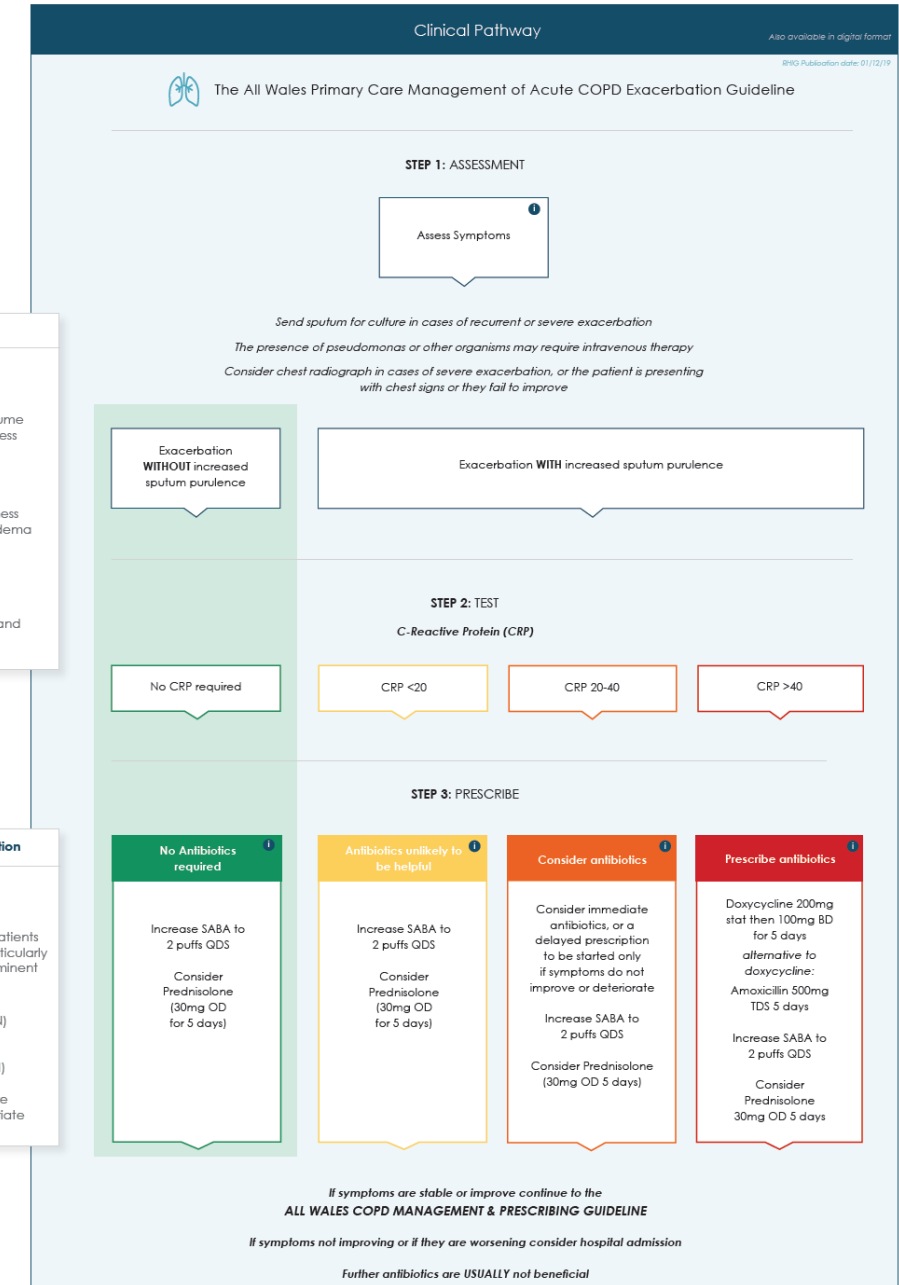 Clinical Pathway
Also available in digital format
RHIG Publication date: 01/12/19
The All Wales Primary Care Management of Acute COPD Exacerbation Guideline
STEP 1: ASSESSMENT
i
Assess Symptoms
Send sputum for culture in cases of recurrent or severe exacerbation
The presence of pseudomonas or other organisms may require intravenous therapy
Consider chest radiograph in cases of severe exacerbation, or the patient is presenting
with chest signs or they fail to improve
Exacerbation
WITHOUT increased
sputum purulence
Exacerbation WITH increased sputum purulence
STEP 2: TEST
C-Reactive Protein (CRP)
and
No CRP required
CRP <20
CRP 20-40
CRP >40
STEP 3: PRESCRIBE
No Antibiotics
required
i
Increase SABA to
2 puffs QDS
Consider
Prednisolone
(30mg OD
for 5 days)
Antibiotics unlikely to
be helpful
i
Increase SABA to
2 puffs QDS
Consider
Prednisolone
(30mg OD
for 5 days)
Consider antibiotics
i
Consider immediate
antibiotics, or a
delayed prescription
to be started only
if symptoms do not
improve or deteriorate
Increase SABA to
2 puffs QDS
Consider Prednisolone
(30mg OD 5 days)
Prescribe antibiotics
i
Doxycycline 200mg
stat then 100mg BD
for 5 days
alternative to
doxycycline:
Amoxicillin 500mg
TDS 5 days
Increase SABA to
2 puffs QDS
Consider
Prednisolone
30mg OD 5 days
If symptoms are stable or improve continue to the
ALL WALES COPD MANAGEMENT & PRESCRIBING GUIDELINE
If symptoms not improving or if they are worsening consider hospital admission
Further antibiotics are USUALLY not beneficial